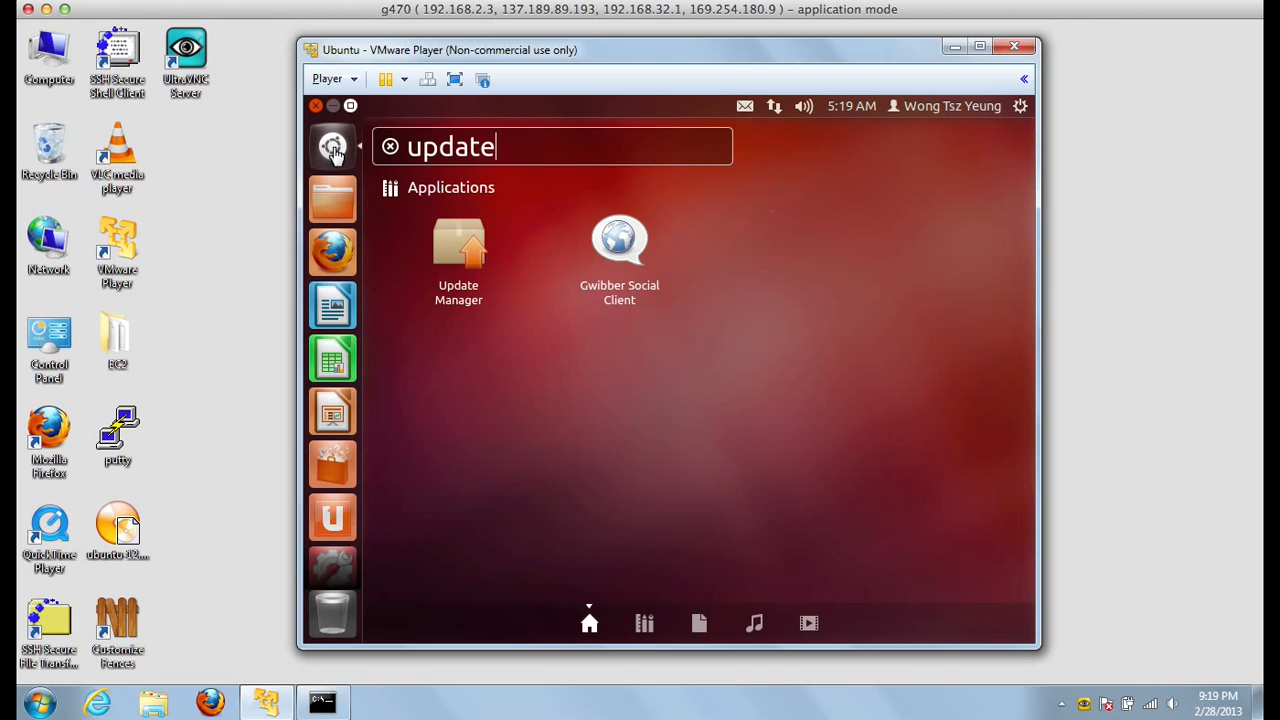 g470 ( 192.168.2.3, 137.189.89.193, 192.168.32.1, 169.254.180.9 ) – application mode
Computer
SSH Secure
Shell Client
UltraVNC
Server
Recycle Bin
VLC media
player
Network
VMware
Player
Control
Panel
EC2
Mozilla
Firefox
putty
QuickTime
Player
ubuntu-12....
SSH Secure
File Transf...
Customize
Fences
Ubuntu - VMware Player (Non-commercial use only)
Player
5:19 AM
Wong Tsz Yeung
update
Applications
Update
Manager
Gwibber Social
Client
C:\
9:19 PM
2/28/2013